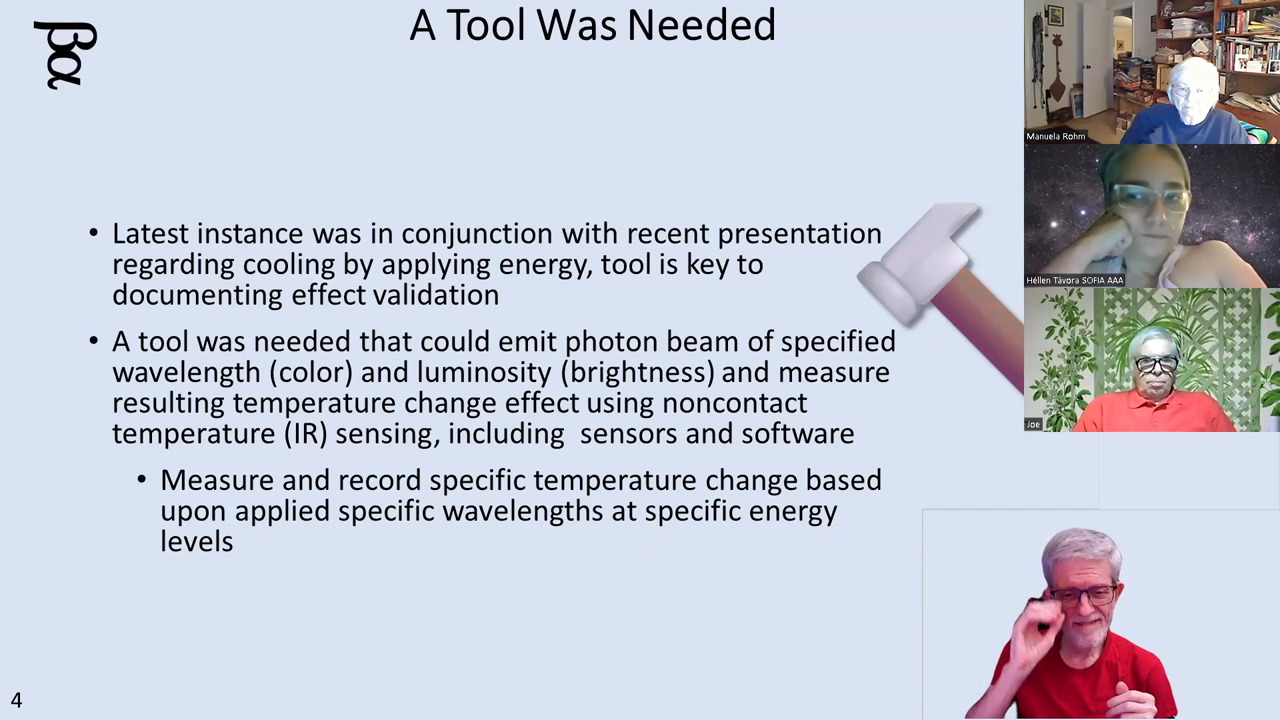 A Tool Was Needed
βα
• Latest instance was in conjunction with recent presentation
regarding cooling by applying energy, tool is key to
documenting effect validation
• A tool was needed that could emit photon beam of specified
wavelength (color) and luminosity (brightness) and measure
resulting temperature change effect using noncontact
temperature (IR) sensing, including  sensors and software
• Measure and record specific temperature change based
upon applied specific wavelengths at specific energy
levels
4
Manuela Rohm
Héllen Távora SOFIA AAA
Joe